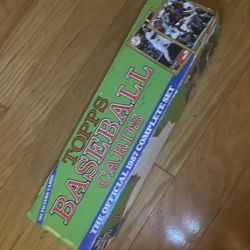 TOPPS
BASEBALL
CARDS
THE OFFICIAL 1987 COMPLETE SET